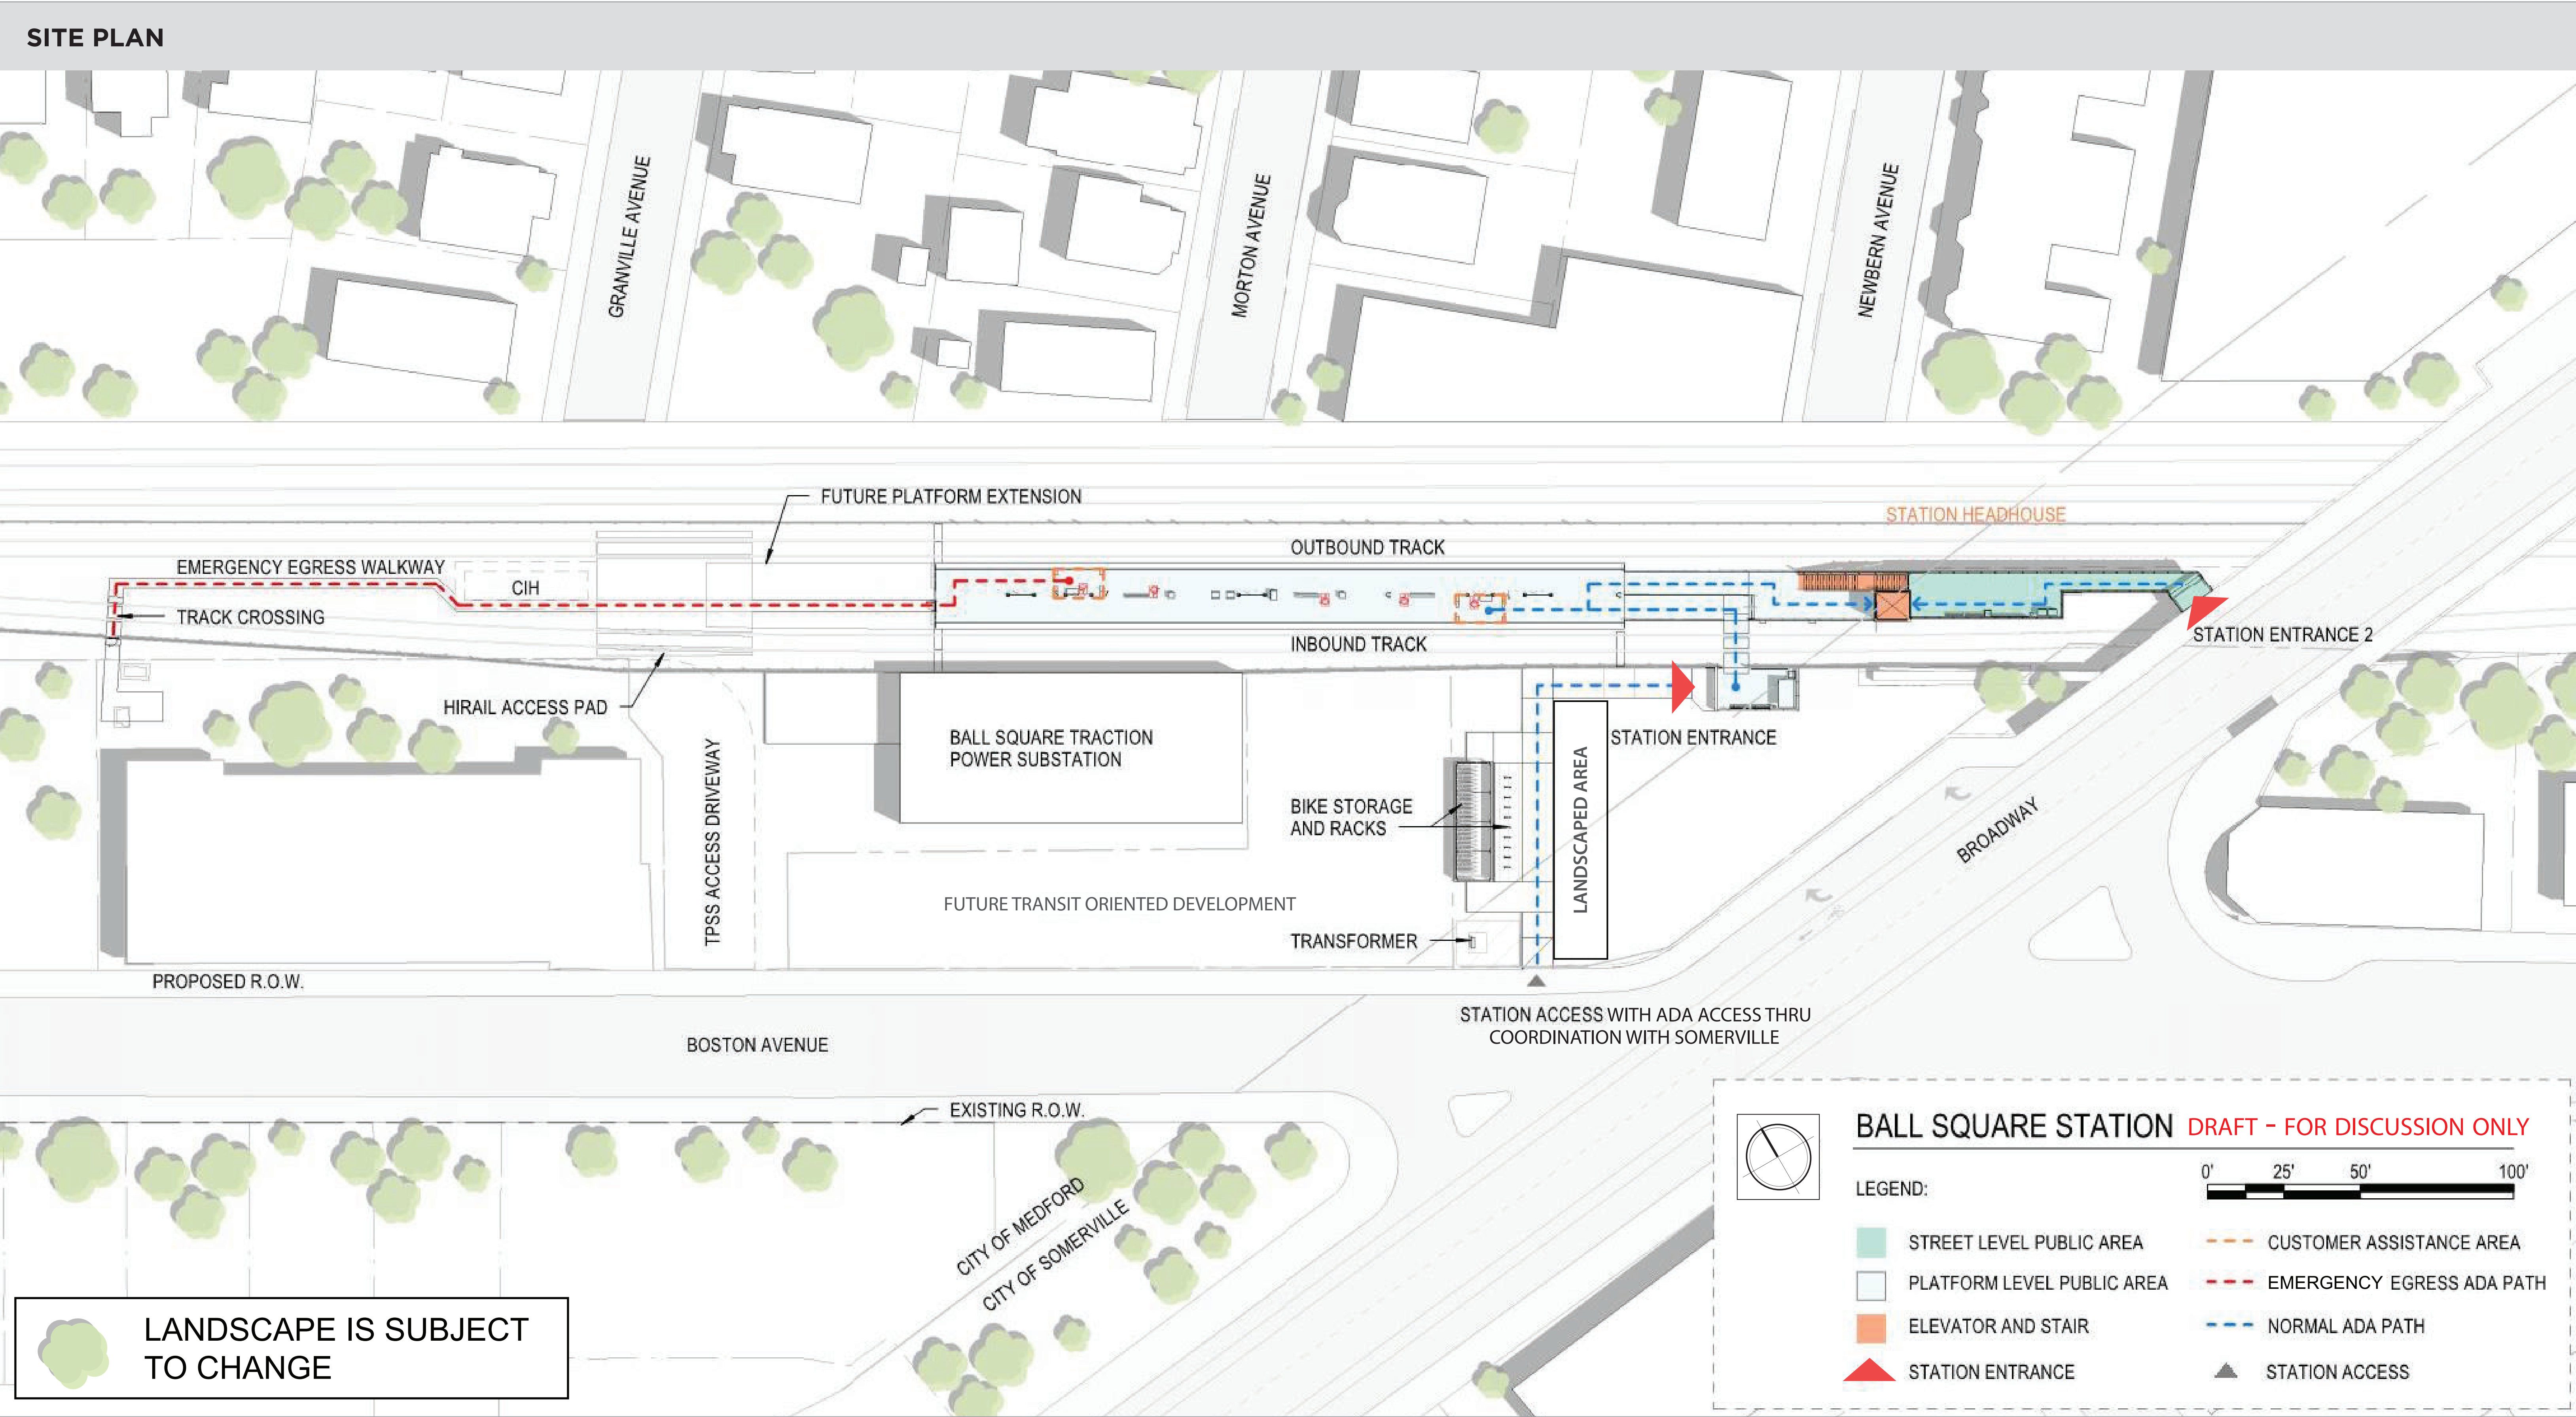 SITE PLAN
GRANVILLE AVENUE
MORTON AVENUE
NEWBERN AVENUE
FUTURE PLATFORM EXTENSION
STATION HEADHOUSE
OUTBOUND TRACK
EMERGENCY EGRESS WALKWAY
CIH
TRACK CROSSING
STATION ENTRANCE 2
INBOUND TRACK
HIRAIL ACCESS PAD
BALL SQUARE TRACTION
POWER SUBSTATION
STATION ENTRANCE
TPSS ACCESS DRIVEWAY
BIKE STORAGE
AND RACKS
LANDSCAPED AREA
BROADWAY
FUTURE TRANSIT ORIENTED DEVELOPMENT
TRANSFORMER
PROPOSED R.O.W.
STATION ACCESS WITH ADA ACCESS THRU
COORDINATION WITH SOMERVILLE
BOSTON AVENUE
EXISTING R.O.W.
CITY OF MEDFORD
CITY OF SOMERVILLE
LANDSCAPE IS SUBJECT
TO CHANGE
BALL SQUARE STATION DRAFT - FOR DISCUSSION ONLY
0' 25' 50' 100'
LEGEND:
STREET LEVEL PUBLIC AREA
CUSTOMER ASSISTANCE AREA
PLATFORM LEVEL PUBLIC AREA
EMERGENCY EGRESS ADA PATH
ELEVATOR AND STAIR
NORMAL ADA PATH
STATION ENTRANCE
STATION ACCESS